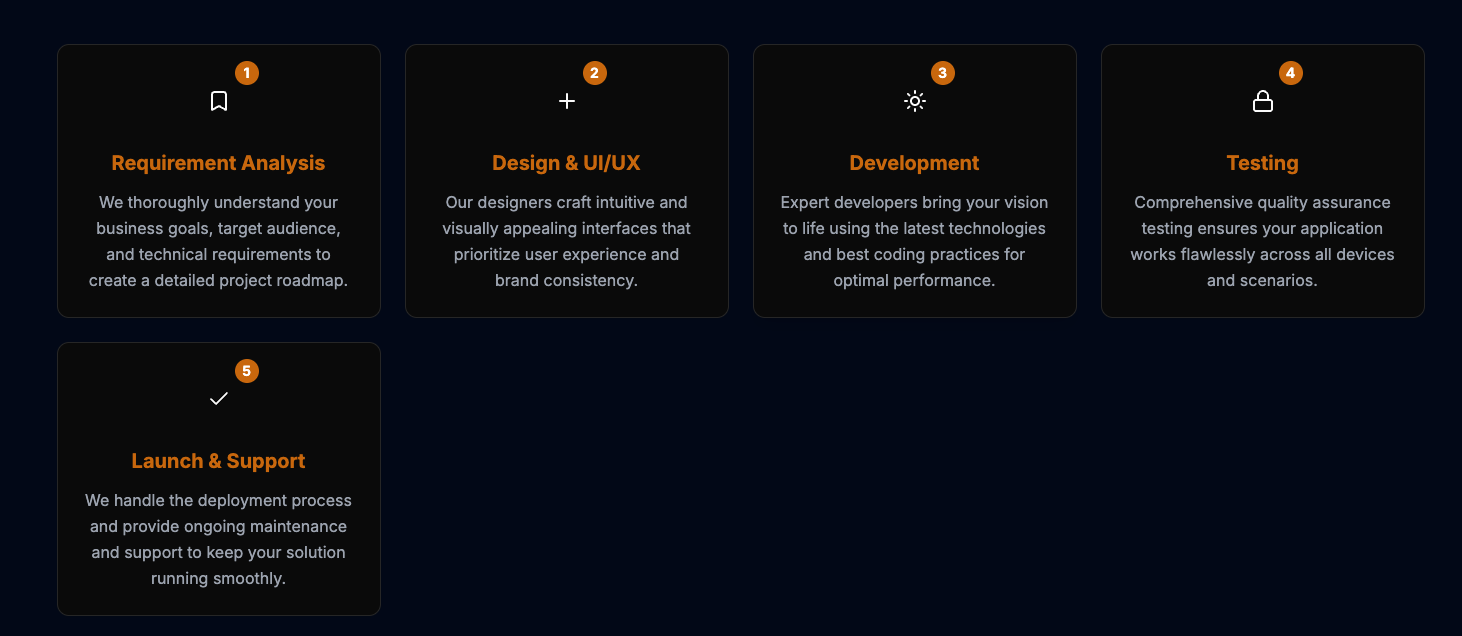 1
Requirement Analysis
We thoroughly understand your
business goals, target audience,
and technical requirements to
create a detailed project roadmap.
2
Design & UI/UX
Our designers craft intuitive and
visually appealing interfaces that
prioritize user experience and
brand consistency.
3
Development
Expert developers bring your vision
to life using the latest technologies
and best coding practices for
optimal performance.
4
Testing
Comprehensive quality assurance
testing ensures your application
works flawlessly across all devices
and scenarios.
5
Launch & Support
We handle the deployment process
and provide ongoing maintenance
and support to keep your solution
running smoothly.